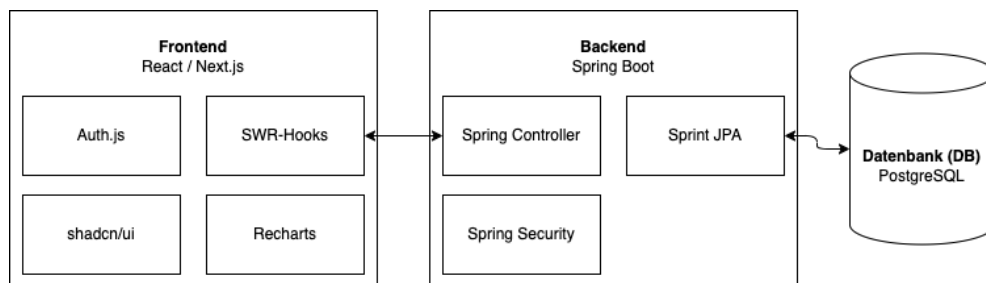 Frontend
React / Next.js
Auth.js
SWR-Hooks
shadcn/ui
Recharts
Backend
Spring Boot
Spring Controller
Sprint JPA
Spring Security
Datenbank (DB)
PostgreSQL